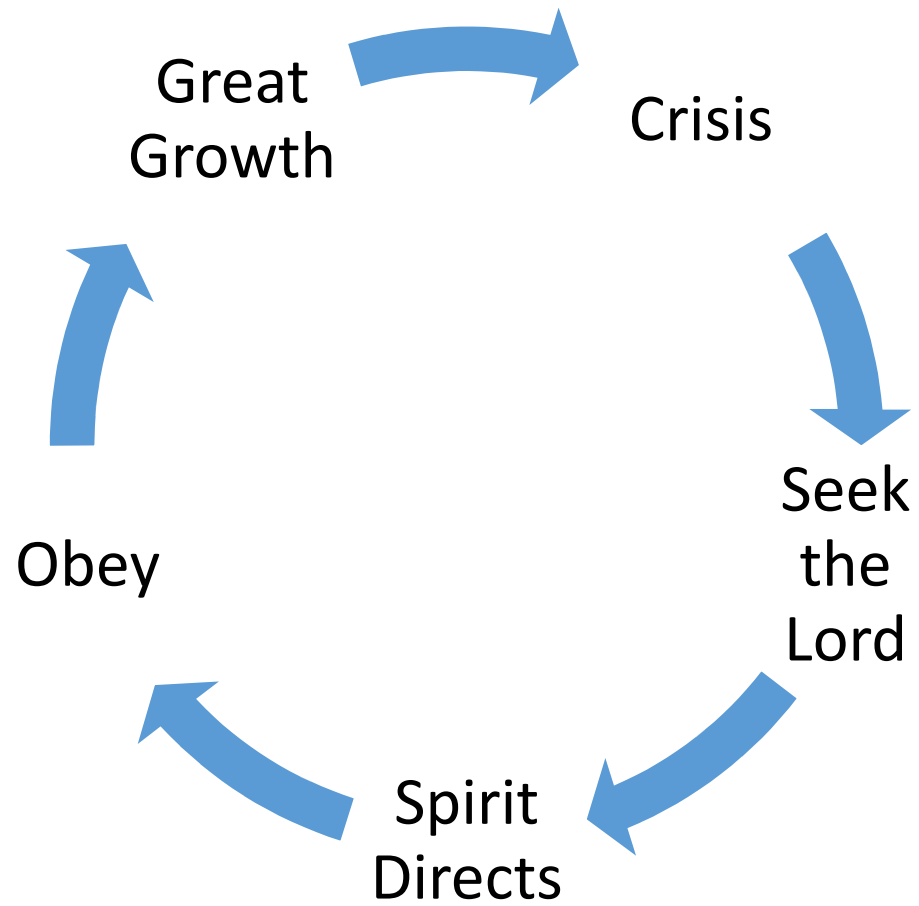 Great
Growth
Crisis
Seek
the
Lord
Spirit
Directs
Obey